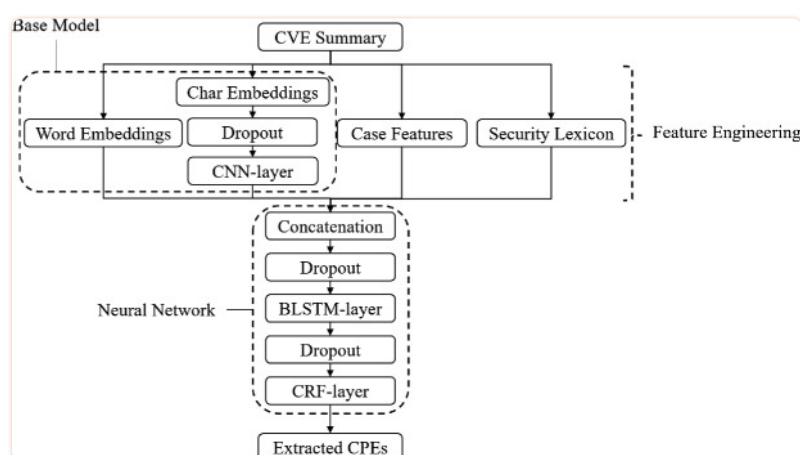 Base Model
CVE Summary
Char Embeddings
Word Embeddings
Dropout
Case Features
Security Lexicon
Feature Engineering
CNN-layer
Concatenation
Dropout
Neural Network
BLSTM-layer
Dropout
CRF-layer
Extracted CPEs